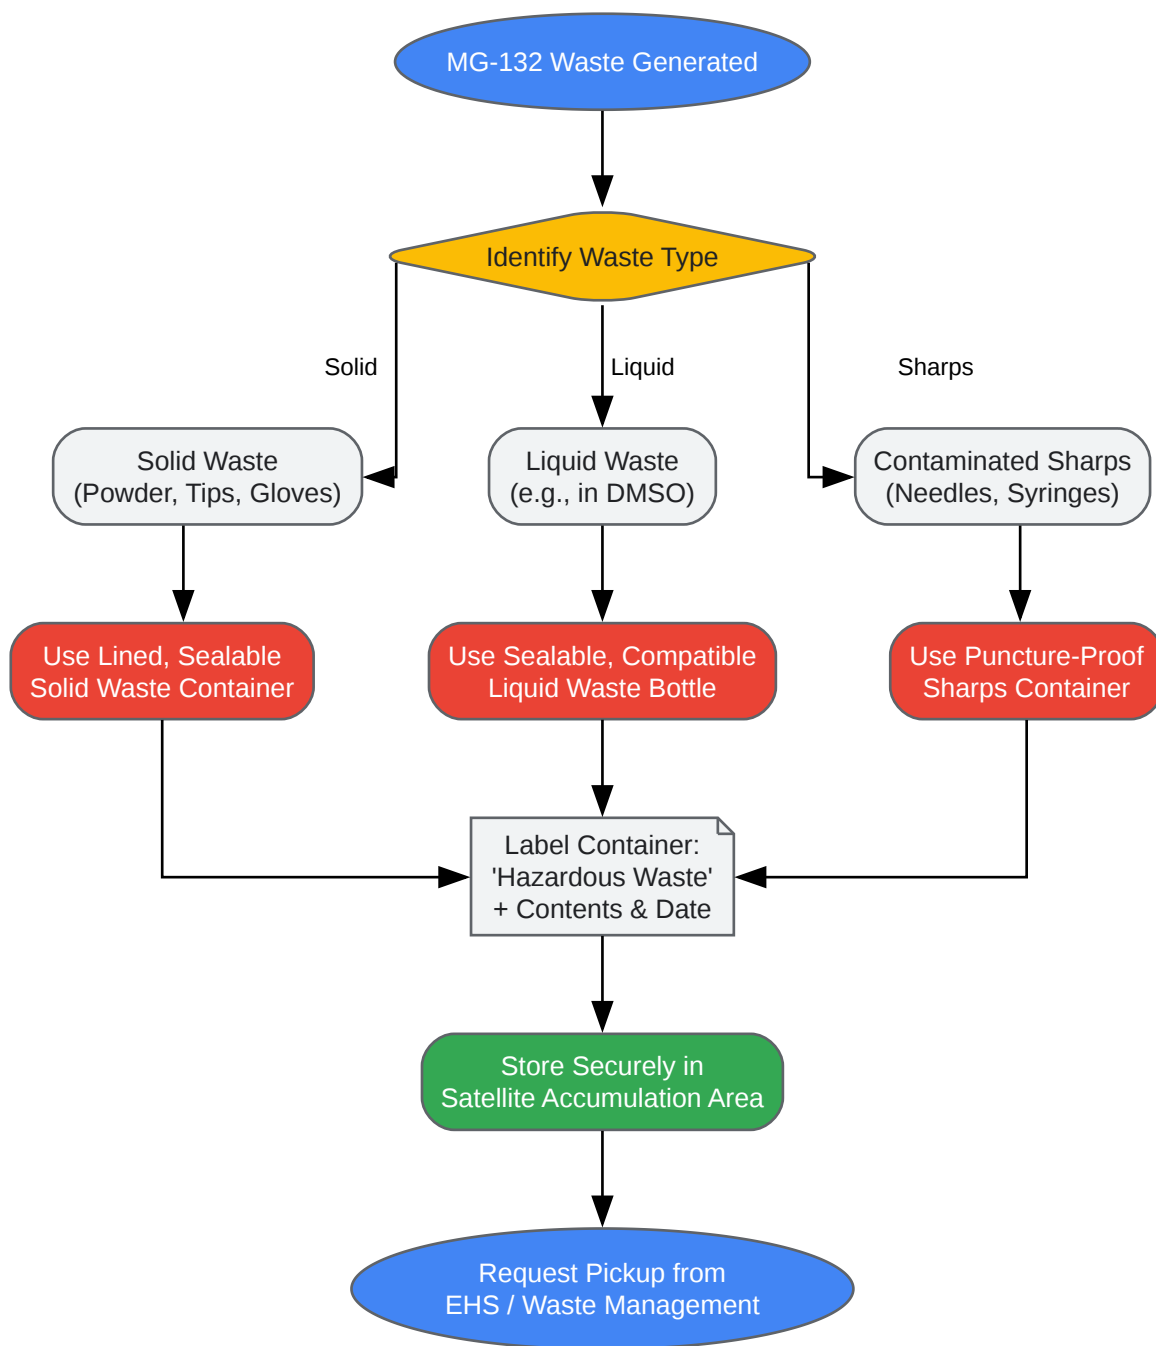 MG-132 Waste Generated
Identify Waste Type
Solid
Liquid
Sharps
Solid Waste
(Powder, Tips, Gloves)
Liquid Waste
(e.g., in DMSO)
Contaminated Sharps
(Needles, Syringes)
Use Lined, Sealable
Solid Waste Container
Use Sealable, Compatible
Liquid Waste Bottle
Use Puncture-Proof
Sharps Container
Label Container:
'Hazardous Waste'
+ Contents & Date
Store Securely in
Satellite Accumulation Area
Request Pickup from
EHS / Waste Management